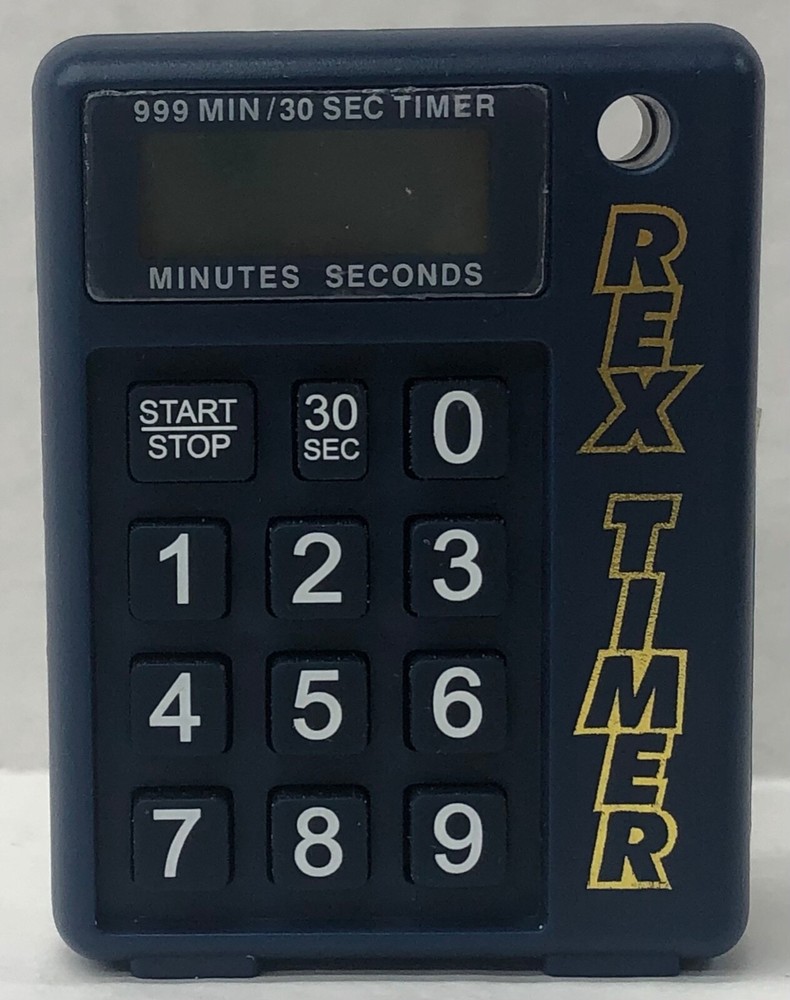 999 MIN/30 SEC TIMER
MINUTES SECONDS
START
STOP
30
SEC
0
1 2 3
4 5 6
7 8 9
REX TIMER